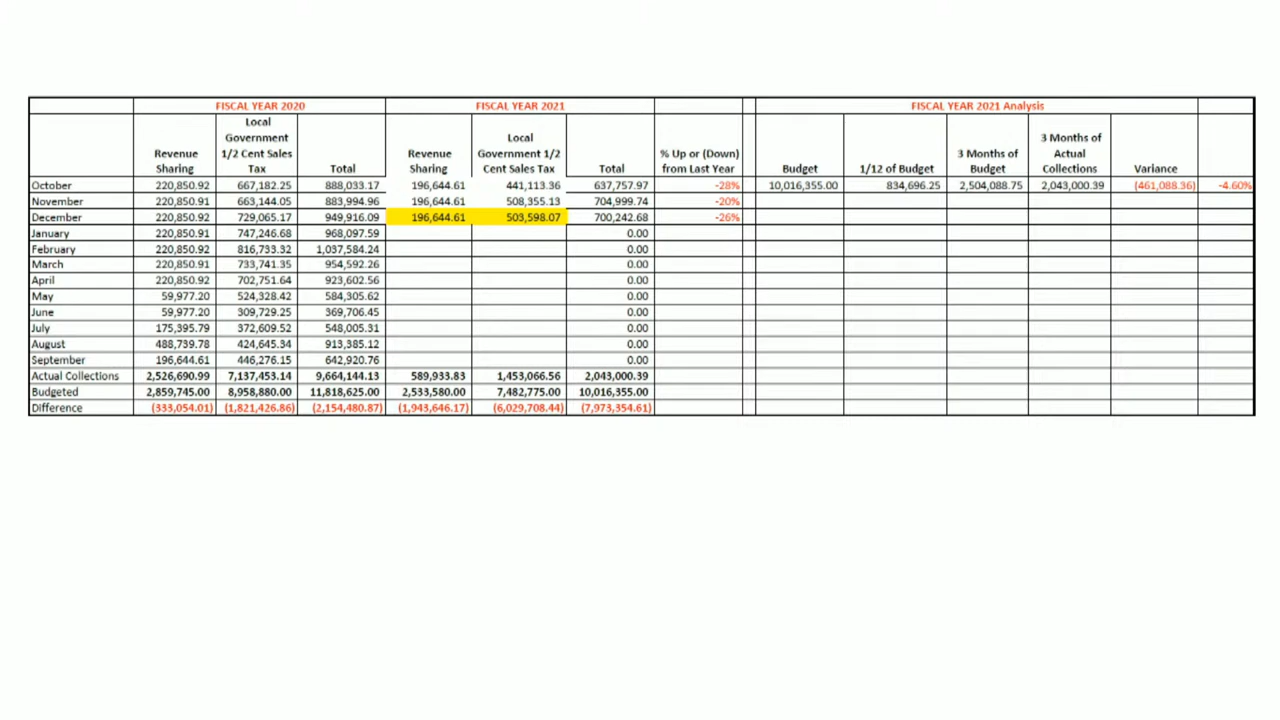 FISCAL YEAR 2020 FISCAL YEAR 2021 FISCAL YEAR 2021 Analysis
Revenue Sharing Local Government 1/2 Cent Sales Tax Total Revenue Sharing Local Government 1/2 Cent Sales Tax Total % Up or (Down) from Last Year Budget 1/12 of Budget 3 Months of Budget 3 Months of Actual Collections Variance
October 220,850.92 667,182.25 888,033.17 196,644.61 441,113.36 637,757.97 -28% 10,016,355.00 834,696.25 2,504,088.75 2,043,000.39 (461,088.36) -4.60%
November 220,850.91 663,144.05 883,994.96 196,644.61 508,355.13 704,999.74 -20%
December 220,850.92 729,065.17 949,916.09 196,644.61 503,598.07 700,242.68 -26%
January 220,850.91 747,246.68 968,097.59 0.00
February 220,850.92 816,733.32 1,037,584.24 0.00
March 220,850.91 733,741.35 954,592.26 0.00
April 220,850.92 702,751.64 923,602.56 0.00
May 59,977.20 524,328.42 584,305.62 0.00
June 59,977.20 309,729.25 369,706.45 0.00
July 175,395.79 372,609.52 548,005.31 0.00
August 488,739.78 424,645.34 913,385.12 0.00
September 196,644.61 446,276.15 642,920.76 0.00
Actual Collections 2,526,690.99 7,137,453.14 9,664,144.13 589,933.83 1,453,066.56 2,043,000.39
Budgeted 2,859,745.00 8,958,880.00 11,818,625.00 2,533,580.00 7,482,775.00 10,016,355.00
Difference (333,054.01) (1,821,426.86) (2,154,480.87) (1,943,646.17) (6,029,708.44) (7,973,354.61)